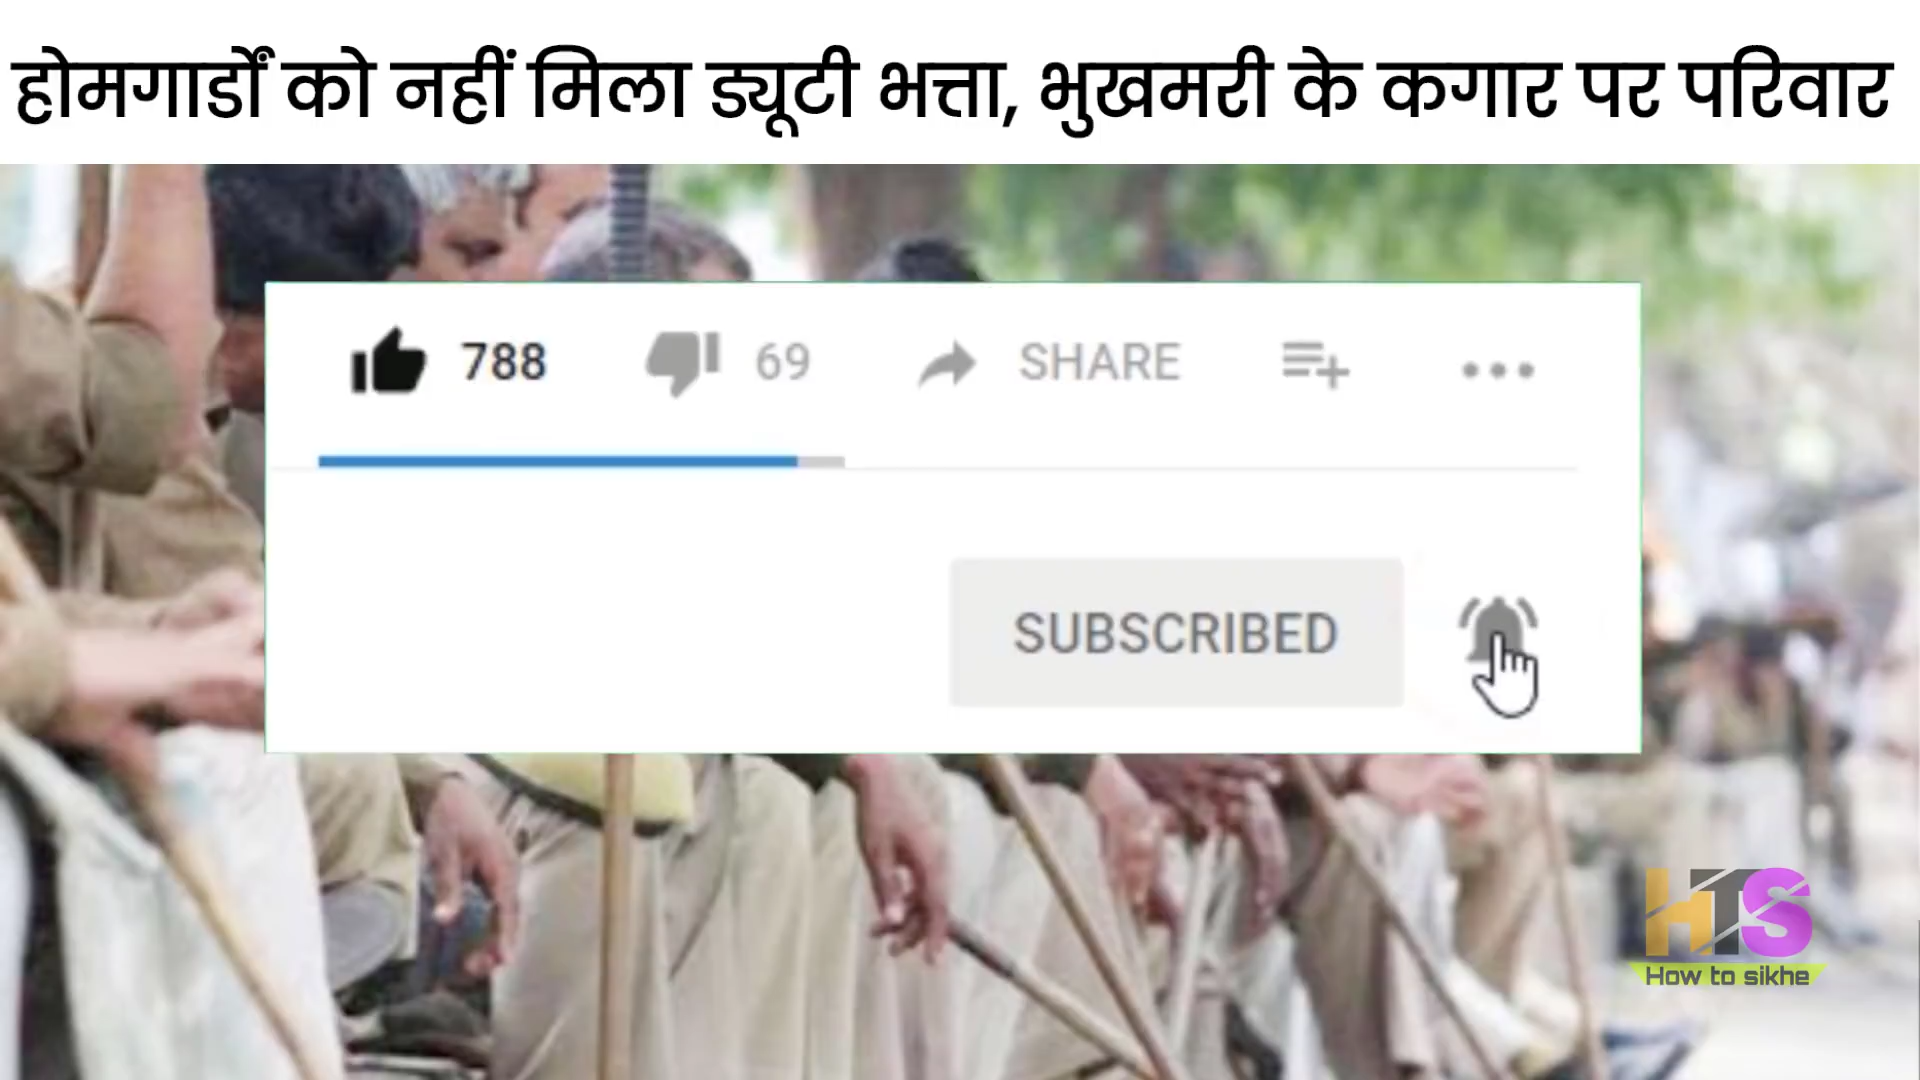 होमगार्डों को नहीं मिला ड्यूटी भत्ता, भुखमरी के कगार पर परिवार
788 69 SHARE
SUBSCRIBED
HTS
How to sikhe